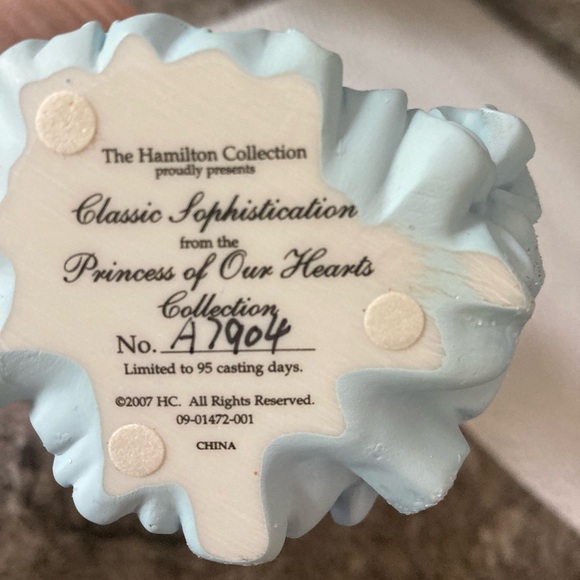 The Hamilton Collection
proudly presents
Classic Sophistication
from the
Princess of Our Hearts
Collection
No. A7904
Limited to 95 casting days.
©2007 HC. All Rights Reserved.
09-01472-001
CHINA